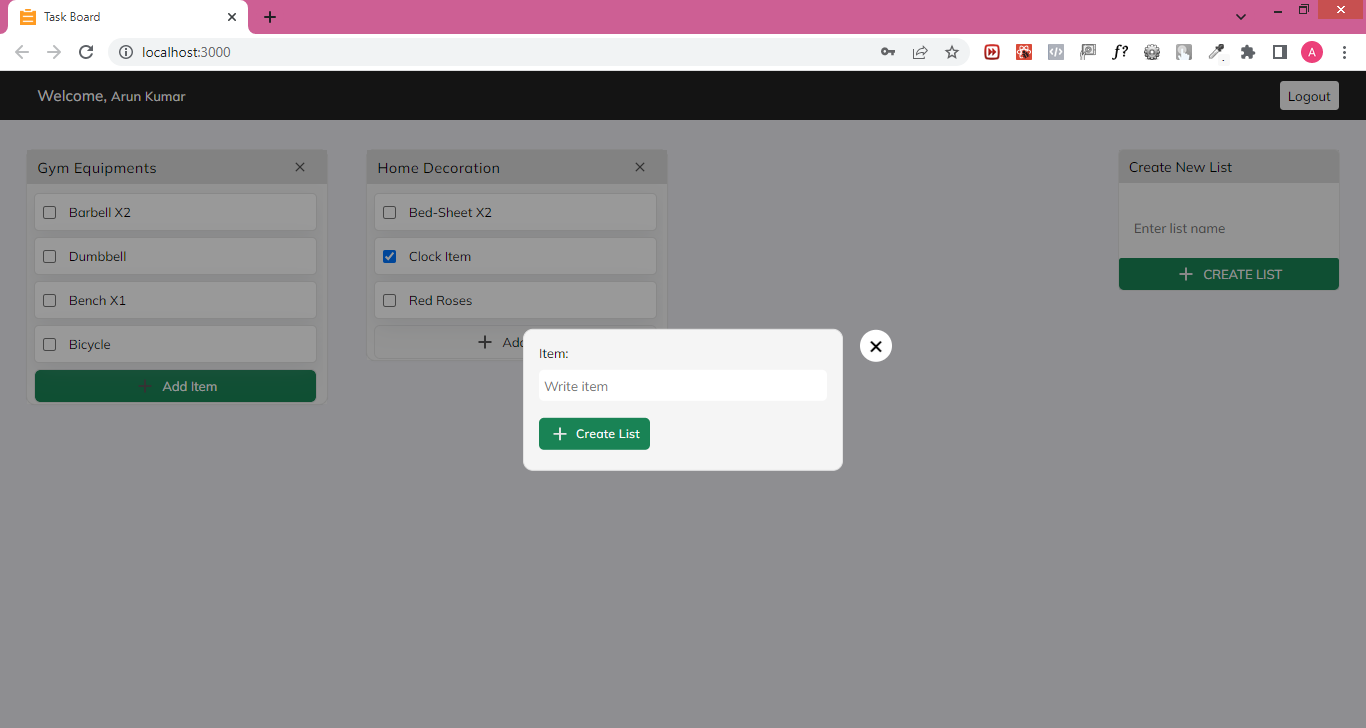 Task Board
localhost:3000
f?
A
Welcome, Arun Kumar
Logout
Gym Equipments
Barbell X2
Dumbbell
Bench X1
Bicycle
Add Item
Home Decoration
Bed-Sheet X2
Clock Item
Red Roses
Add
Create New List
Enter list name
CREATE LIST
Item:
Write item
Create List